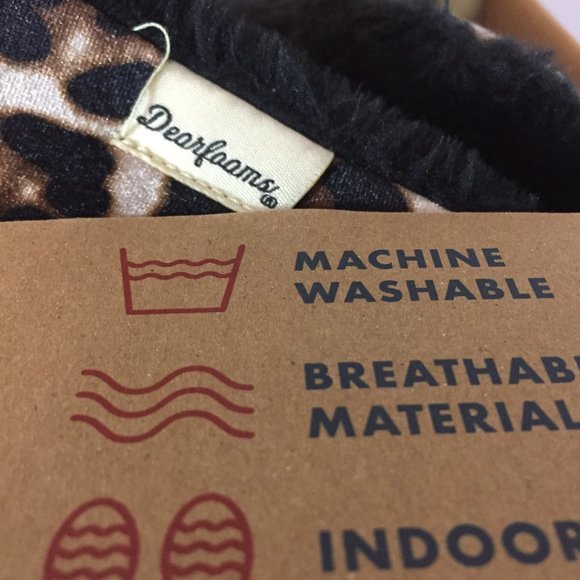 Dearfoams®
MACHINE
WASHABLE
BREATHAB
MATERIAL
INDOOR